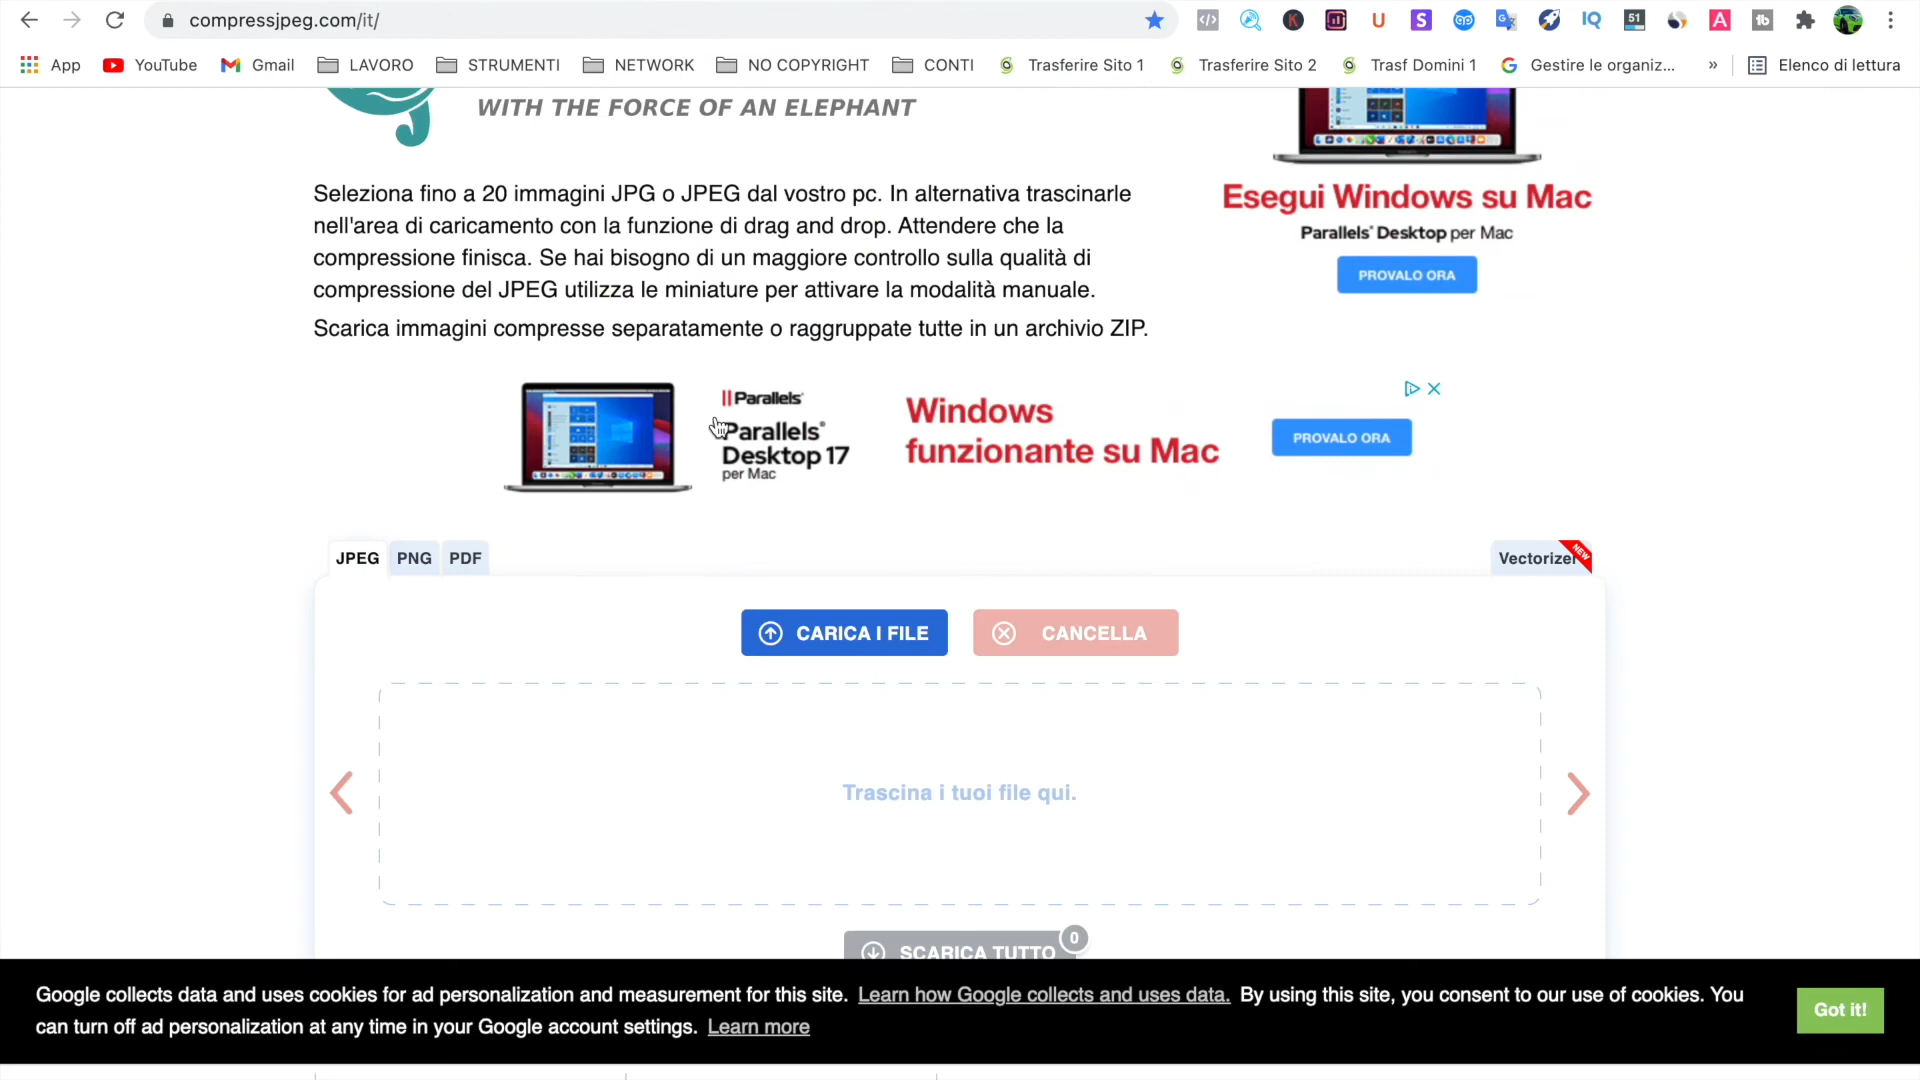 compressjpeg.com/it/
App
YouTube
Gmail
LAVORO
STRUMENTI
NETWORK
NO COPYRIGHT
CONTI
Trasferire Sito 1
Trasferire Sito 2
Trasf Domini 1
Gestire le organiz...
»
Elenco di lettura
WITH THE FORCE OF AN ELEPHANT
Seleziona fino a 20 immagini JPG o JPEG dal vostro pc. In alternativa trascinarle
nell'area di caricamento con la funzione di drag and drop. Attendere che la
compressione finisca. Se hai bisogno di un maggiore controllo sulla qualità di
compressione del JPEG utilizza le miniature per attivare la modalità manuale.
Scarica immagini compresse separatamente o raggruppate tutte in un archivio ZIP.
Esegui Windows su Mac
Parallels® Desktop per Mac
PROVALO ORA
Parallels®
Parallels®
Desktop 17
per Mac
Windows
funzionante su Mac
PROVALO ORA
JPEG
PNG
PDF
Vectorizer
NEW
CARICA I FILE
CANCELLA
Trascina i tuoi file qui.
SCARICA TUTTO
0
Google collects data and uses cookies for ad personalization and measurement for this site. Learn how Google collects and uses data. By using this site, you consent to our use of cookies. You
can turn off ad personalization at any time in your Google account settings. Learn more
Got it!